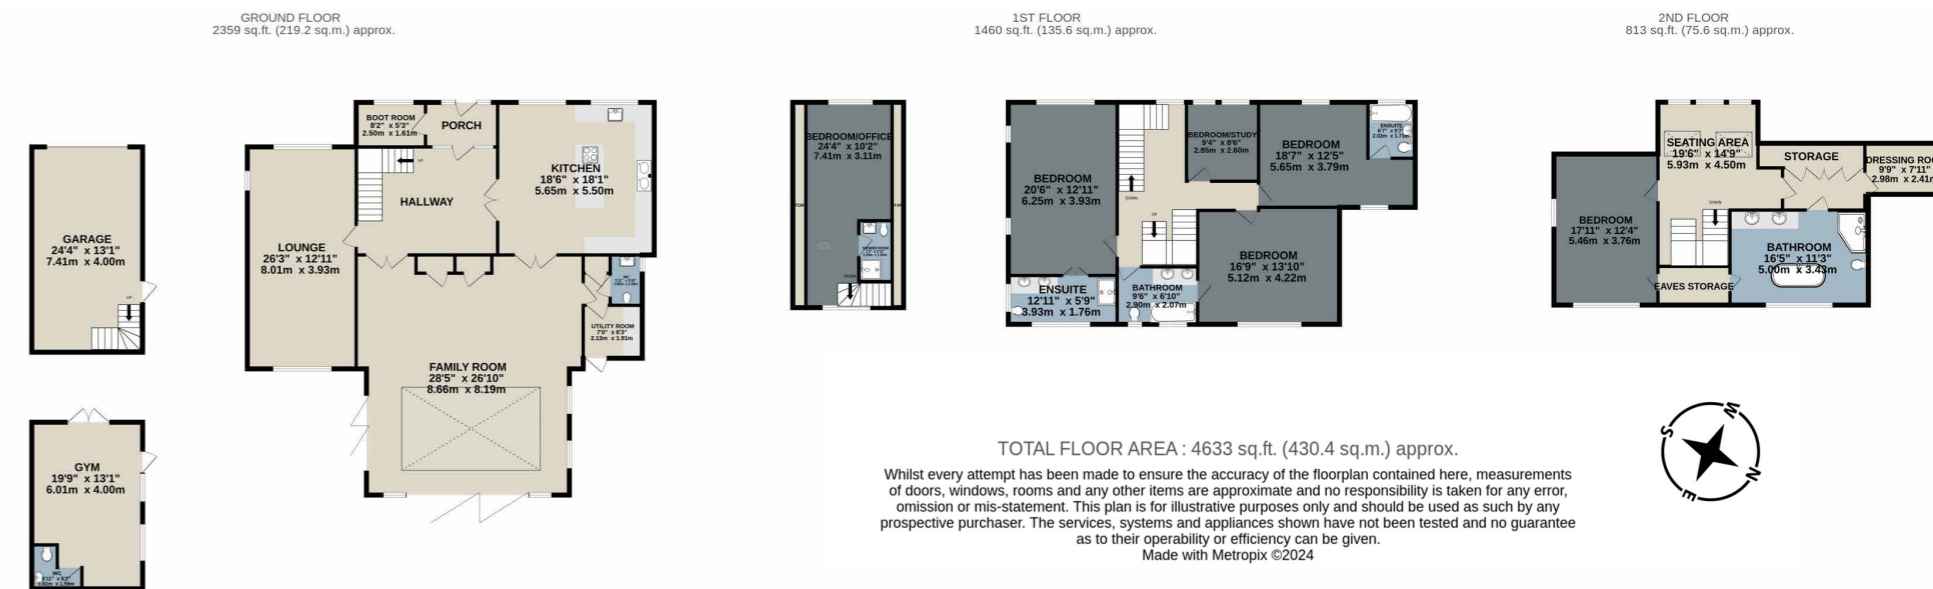 GROUND FLOOR
2359 sq.ft. (219.2 sq.m.) approx.
BOOT ROOM
8'2" x 5'3"
2.50m x 1.61m
PORCH
UP
KITCHEN
18'6" x 18'1"
5.65m x 5.50m
HALLWAY
LOUNGE
26'3" x 12'11"
8.01m x 3.93m
GARAGE
24'4" x 13'1"
7.41m x 4.00m
UP
UTILITY ROOM
7'0" x 6'3"
2.13m x 1.91m
FAMILY ROOM
28'5" x 26'10"
8.66m x 8.19m
GYM
19'9" x 13'1"
6.01m x 4.00m
WC
1ST FLOOR
1460 sq.ft. (135.6 sq.m.) approx.
BEDROOM/OFFICE
24'4" x 10'2"
7.41m x 3.11m
DOWN
BEDROOM
20'6" x 12'11"
6.25m x 3.93m
DOWN
UP
BEDROOM/STUDY
9'4" x 8'6"
2.85m x 2.60m
BEDROOM
18'7" x 12'5"
5.65m x 3.79m
ENSUITE
BEDROOM
16'9" x 13'10"
5.12m x 4.22m
ENSUITE
12'11" x 5'9"
3.93m x 1.76m
BATHROOM
9'6" x 6'10"
2.90m x 2.07m
2ND FLOOR
813 sq.ft. (75.6 sq.m.) approx.
SEATING AREA
19'6" x 14'9"
5.93m x 4.50m
STORAGE
DRESSING ROO
9'9" x 7'11"
2.98m x 2.41m
DOWN
BEDROOM
17'11" x 12'4"
5.46m x 3.76m
BATHROOM
16'5" x 11'3"
5.00m x 3.43m
EAVES STORAGE
TOTAL FLOOR AREA : 4633 sq.ft. (430.4 sq.m.) approx.
Whilst every attempt has been made to ensure the accuracy of the floorplan contained here, measurements
of doors, windows, rooms and any other items are approximate and no responsibility is taken for any error,
omission or mis-statement. This plan is for illustrative purposes only and should be used as such by any
prospective purchaser. The services, systems and appliances shown have not been tested and no guarantee
as to their operability or efficiency can be given.
Made with Metropix ©2024
W
S
N
E